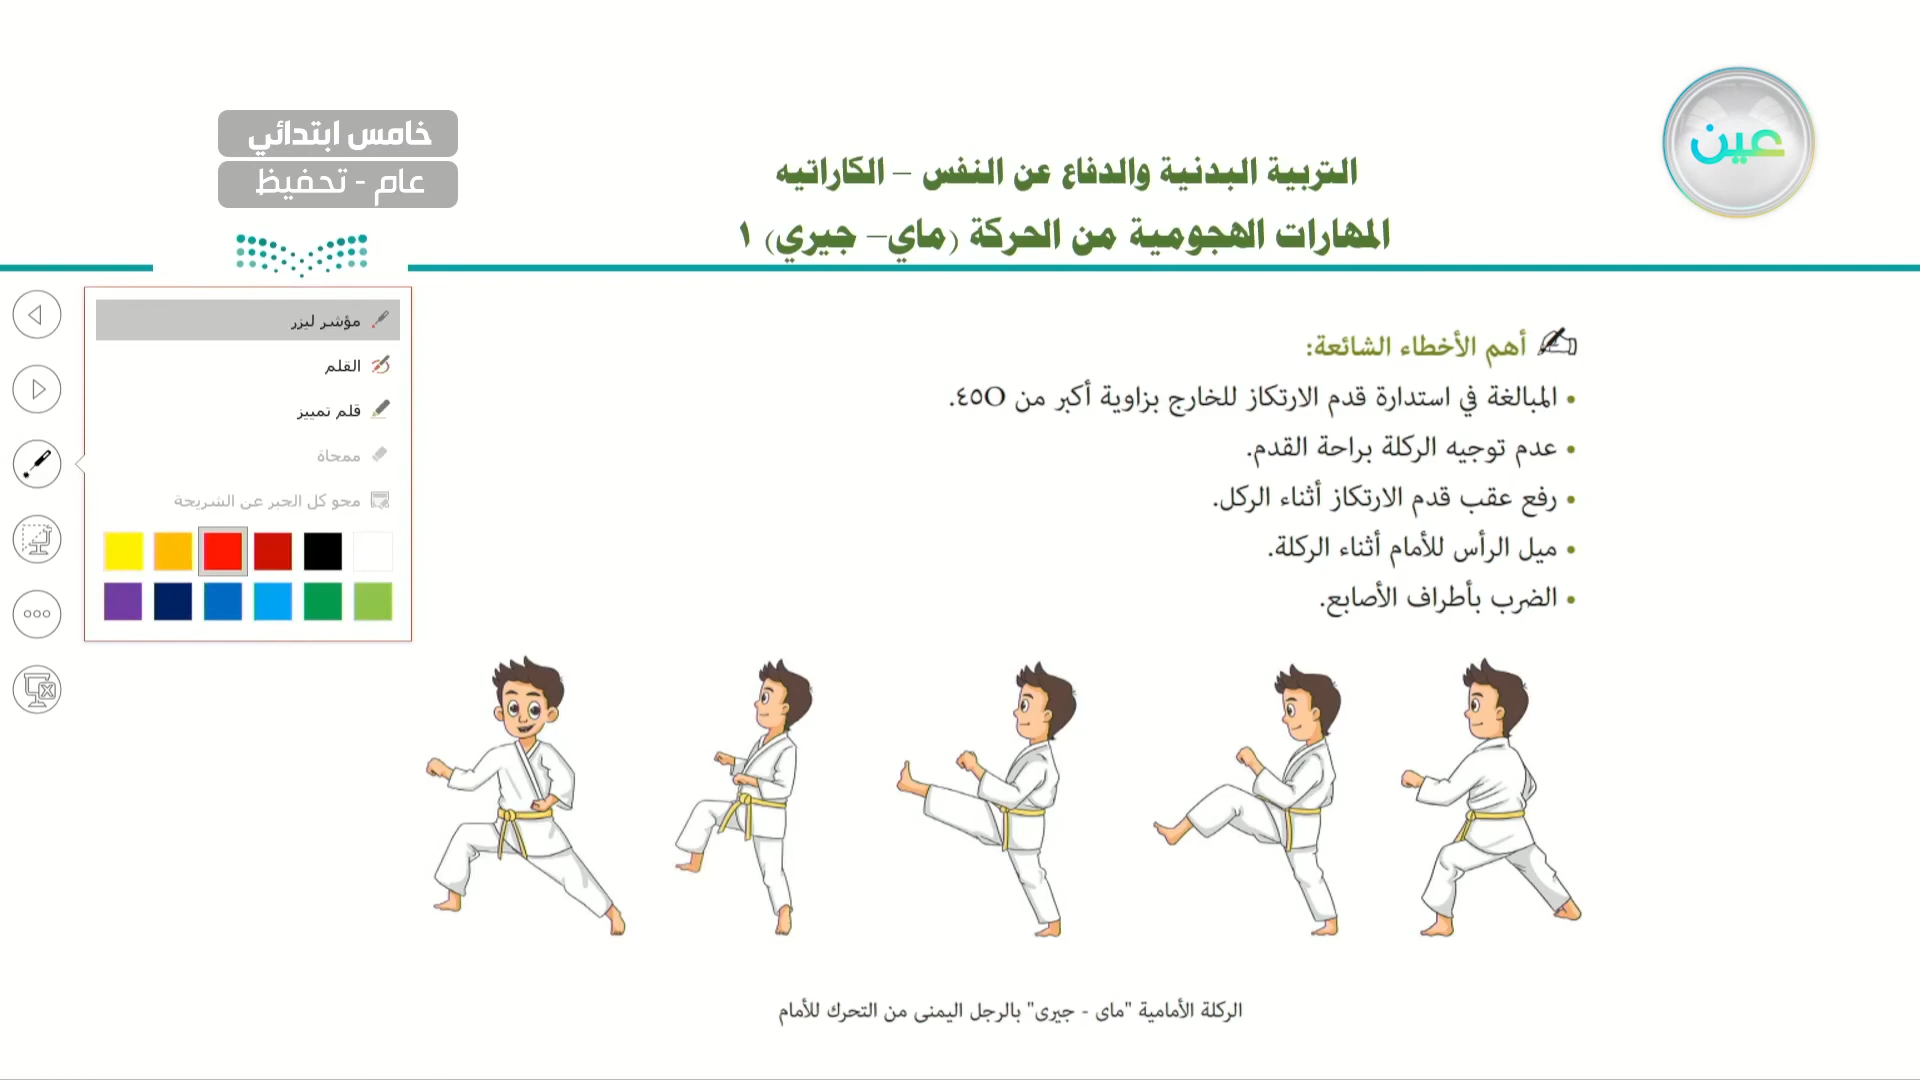 عين
خامس ابتدائي
عام - تحفيظ
التربية البدنية والدفاع عن النفس – الكاراتيه
المهارات الهجومية من الحركة (ماي– جيري) ١
مؤشر ليزر
القلم
قلم تمييز
ممحاة
محو كل الحبر عن الشريحة
أهم الأخطاء الشائعة:
• المبالغة في استدارة قدم الارتكاز للخارج بزاوية أكبر من ٤٥O.
• عدم توجيه الركلة براحة القدم.
• رفع عقب قدم الارتكاز أثناء الركل.
• ميل الرأس للأمام أثناء الركلة.
• الضرب بأطراف الأصابع.
الركلة الأمامية "ماى - جيرى" بالرجل اليمنى من التحرك للأمام